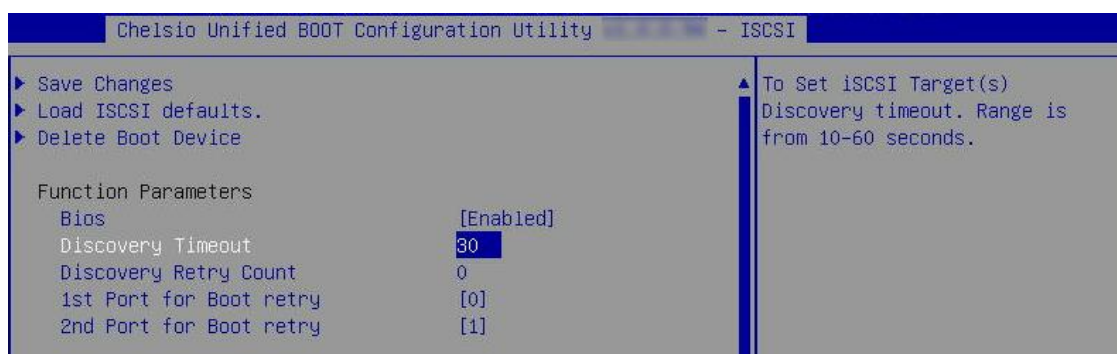 Chelsio Unified BOOT Configuration Utility - ISCSI
Save Changes
Load ISCSI defaults.
Delete Boot Device
Function Parameters
Bios [Enabled]
Discovery Timeout 30
Discovery Retry Count 0
1st Port for Boot retry [0]
2nd Port for Boot retry [1]
To Set iSCSI Target(s)
Discovery timeout. Range is
from 10-60 seconds.